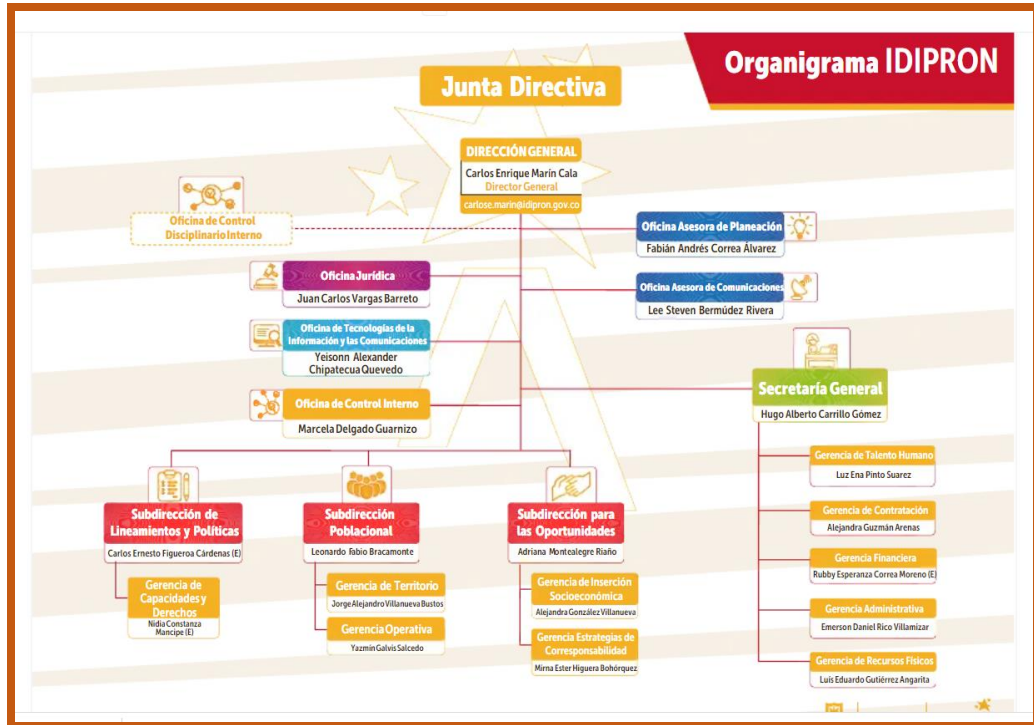 Organigrama IDIPRON
Junta Directiva
DIRECCIÓN GENERAL
Carlos Enrique Marín Cala
Director General
carlose.marin@idipron.gov.co
Oficina de Control
Disciplinario Interno
Oficina Asesora de Planeación
Fabián Andrés Correa Álvarez
Oficina Jurídica
Juan Carlos Vargas Barreto
Oficina Asesora de Comunicaciones
Lee Steven Bermúdez Rivera
Oficina de Tecnologías de la
Información y las Comunicaciones
Yeisonn Alexander
Chipatecua Quevedo
Oficina de Control Interno
Marcela Delgado Guarnizo
Secretaría General
Hugo Alberto Carrillo Gómez
Gerencia de Talento Humano
Luz Ena Pinto Suarez
Gerencia de Contratación
Alejandra Guzmán Arenas
Gerencia Financiera
Rubby Esperanza Correa Moreno (E)
Gerencia Administrativa
Emerson Daniel Rico Villamizar
Gerencia de Recursos Físicos
Luis Eduardo Gutiérrez Angarita
Subdirección de
Lineamientos y Políticas
Carlos Ernesto Figueroa Cárdenas (E)
Gerencia de
Capacidades y
Derechos
Nidia Constanza
Mancipe (E)
Subdirección
Poblacional
Leonardo Fabio Bracamonte
Gerencia de Territorio
Jorge Alejandro Villanueva Bustos
Gerencia Operativa
Yazmín Galvis Salcedo
Subdirección para
las Oportunidades
Adriana Montealegre Riaño
Gerencia de Inserción
Socioeconómica
Alejandra González Villanueva
Gerencia Estrategias de
Corresponsabilidad
Mirna Ester Higuera Bohórquez